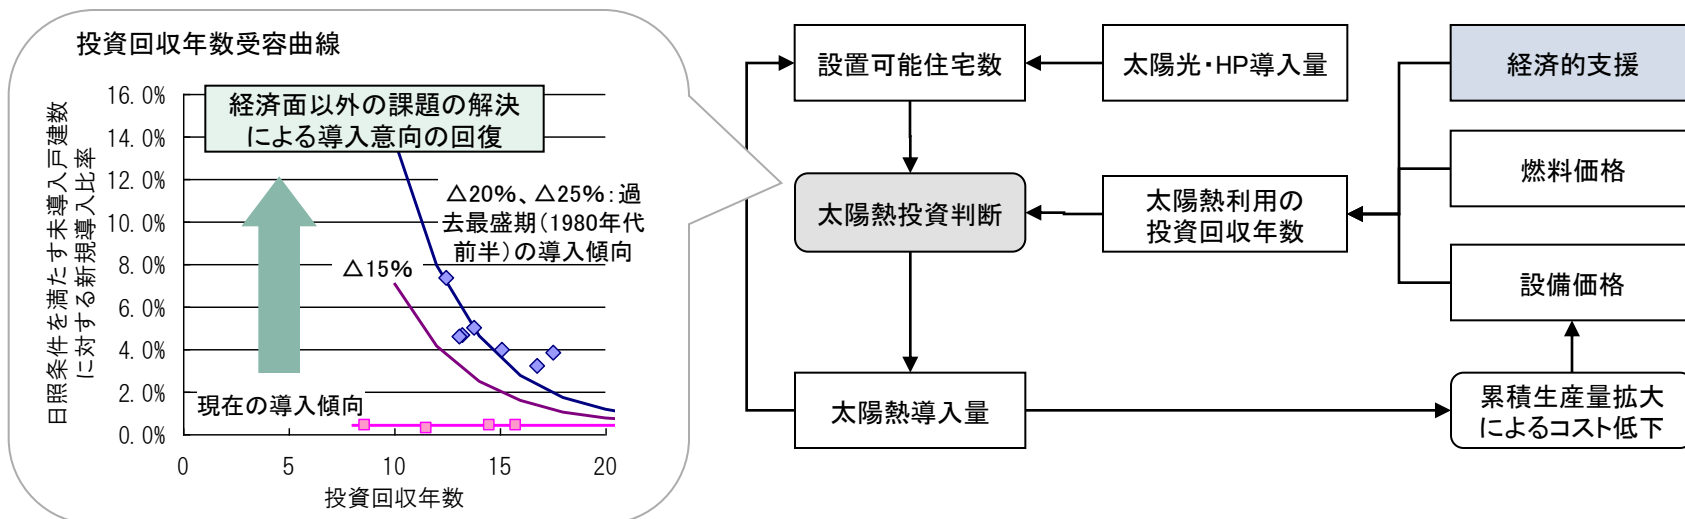 投資回収年数受容曲線
日照条件を満たす未導入戸建数
に対する新規導入比率
16.0%
14.0%
12.0%
10.0%
8.0%
6.0%
4.0%
2.0%
0.0%
経済面以外の課題の解決
による導入意向の回復
△20%、△25%:過
去最盛期(1980年代
前半)の導入傾向
△15%
現在の導入傾向
0
5
10
15
20
投資回収年数
設置可能住宅数
太陽光・HP導入量
経済的支援
燃料価格
太陽熱投資判断
太陽熱利用の
投資回収年数
設備価格
太陽熱導入量
累積生産量拡大
によるコスト低下